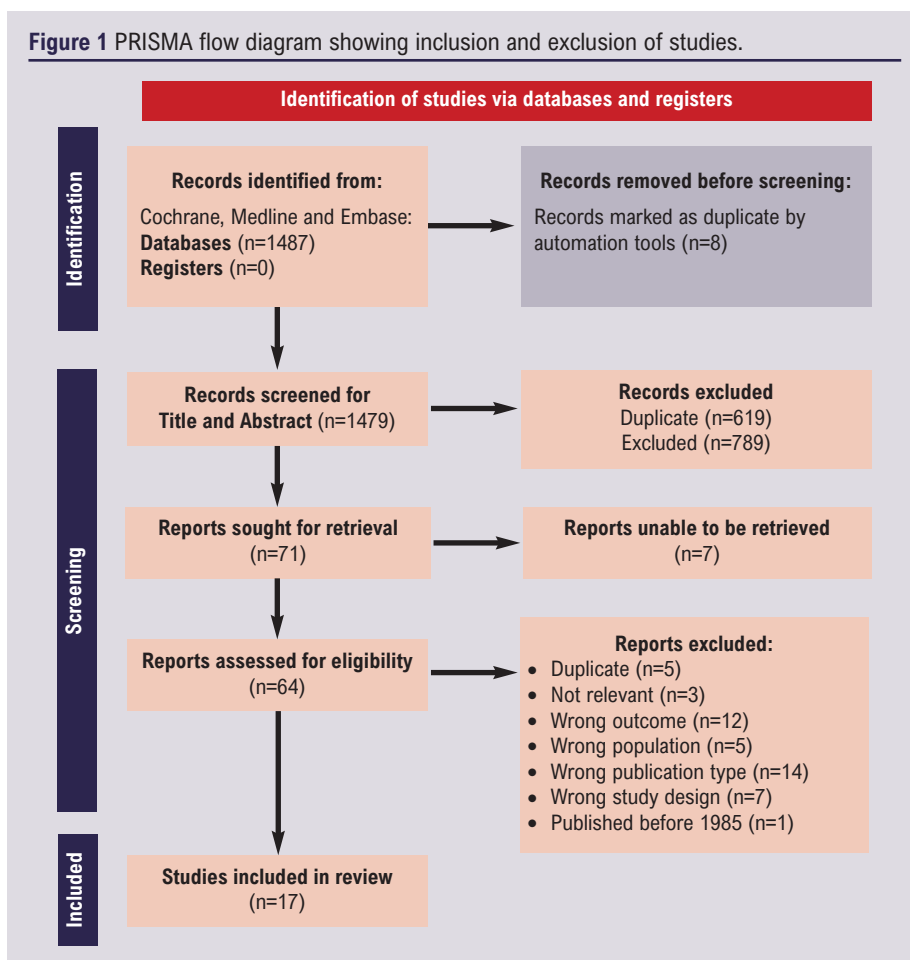 Figure 1 PRISMA flow diagram showing inclusion and exclusion of studies.
Identification of studies via databases and registers
Identification
Records identified from:
Cochrane, Medline and Embase:
Databases (n=1487)
Registers (n=0)
Records removed before screening:
Records marked as duplicate by
automation tools (n=8)
Screening
Records screened for
Title and Abstract (n=1479)
Records excluded
Duplicate (n=619)
Excluded (n=789)
Reports sought for retrieval
(n=71)
Reports unable to be retrieved
(n=7)
Reports assessed for eligibility
(n=64)
Reports excluded:
• Duplicate (n=5)
• Not relevant (n=3)
• Wrong outcome (n=12)
• Wrong population (n=5)
• Wrong publication type (n=14)
• Wrong study design (n=7)
• Published before 1985 (n=1)
Included
Studies included in review
(n=17)